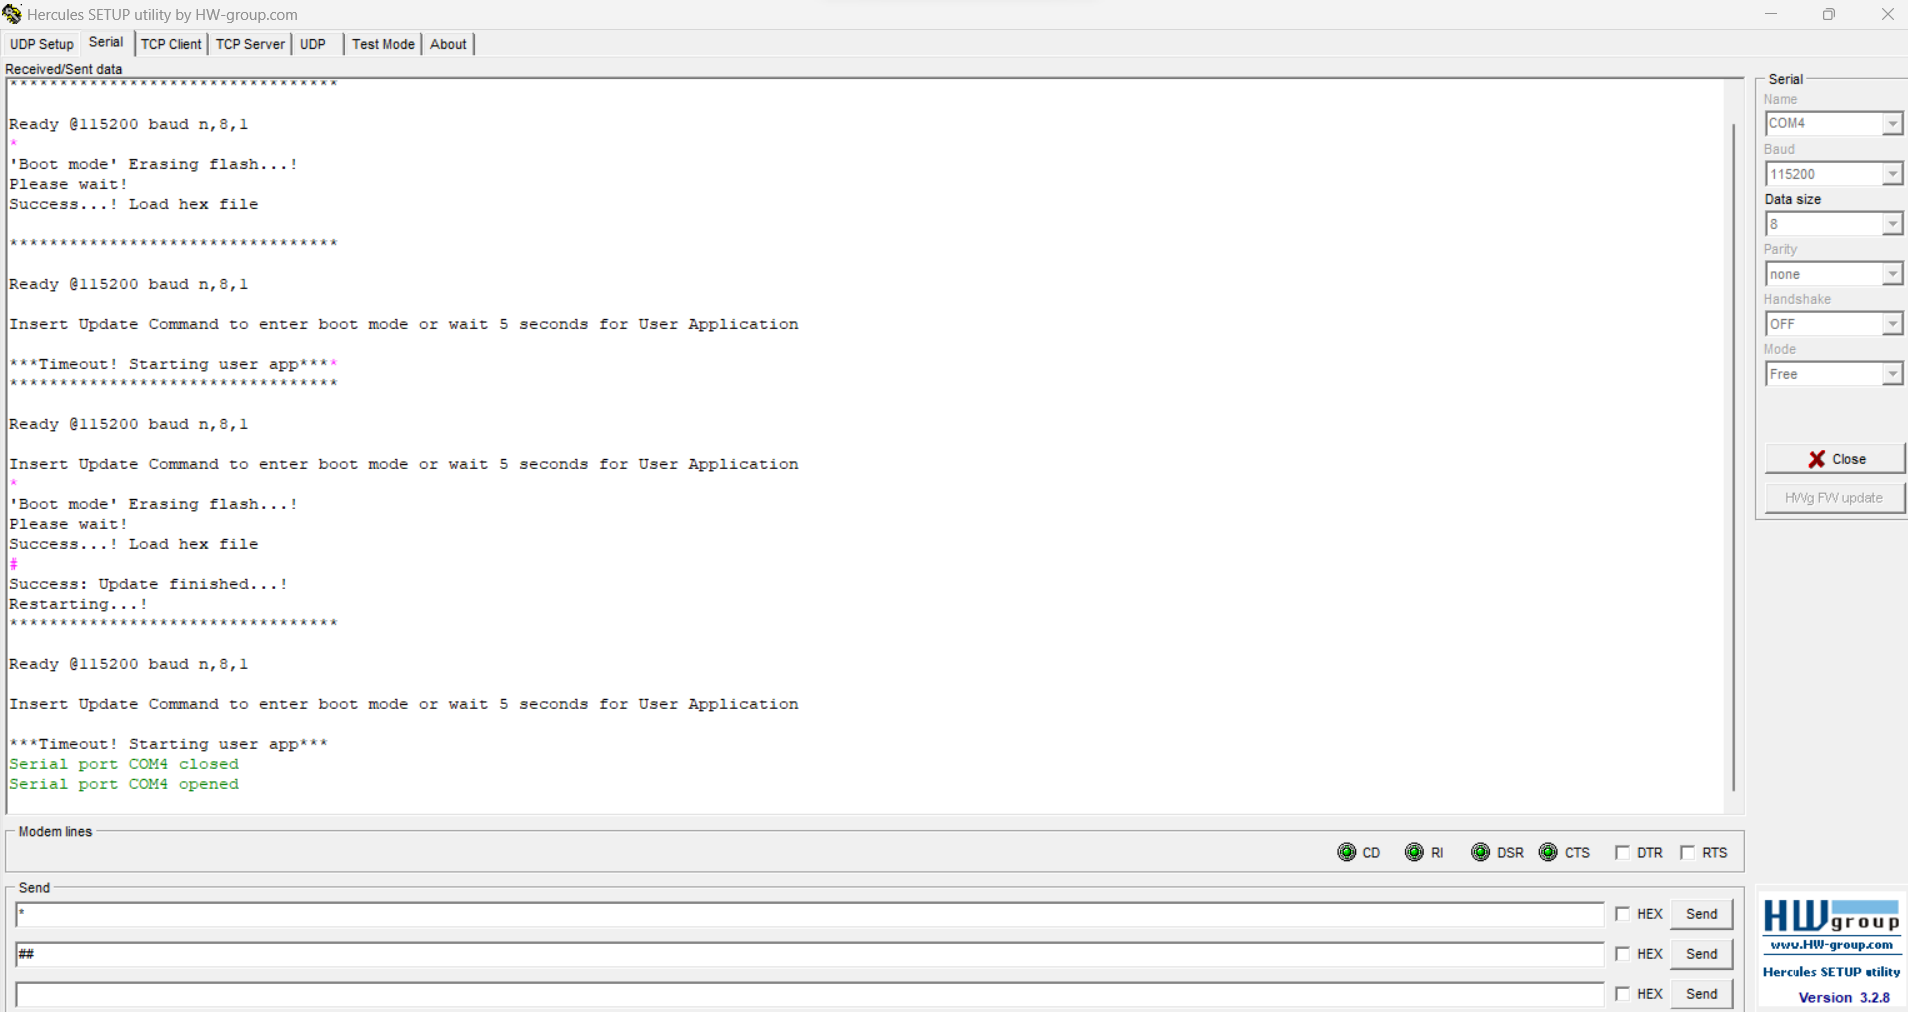 Hercules SETUP utility by HW-group.com
UDP Setup
Serial
TCP Client
TCP Server
UDP
Test Mode
About
Received/Sent data
*********************************
Ready @115200 baud n,8,1
*
'Boot mode' Erasing flash...!
Please wait!
Success...! Load hex file
*********************************
Ready @115200 baud n,8,1
Insert Update Command to enter boot mode or wait 5 seconds for User Application
***Timeout! Starting user app****
*********************************
Ready @115200 baud n,8,1
Insert Update Command to enter boot mode or wait 5 seconds for User Application
*
'Boot mode' Erasing flash...!
Please wait!
Success...! Load hex file
#
Success: Update finished...!
Restarting...!
*********************************
Ready @115200 baud n,8,1
Insert Update Command to enter boot mode or wait 5 seconds for User Application
***Timeout! Starting user app***
Serial port COM4 closed
Serial port COM4 opened
Serial
Name
COM4
Baud
115200
Data size
8
Parity
none
Handshake
OFF
Mode
Free
Close
HWg FW update
Modem lines
CD
RI
DSR
CTS
DTR
RTS
Send
*
HEX
Send
##
HEX
Send
HEX
Send
HWgroup
www.HW-group.com
Hercules SETUP utility
Version 3.2.8